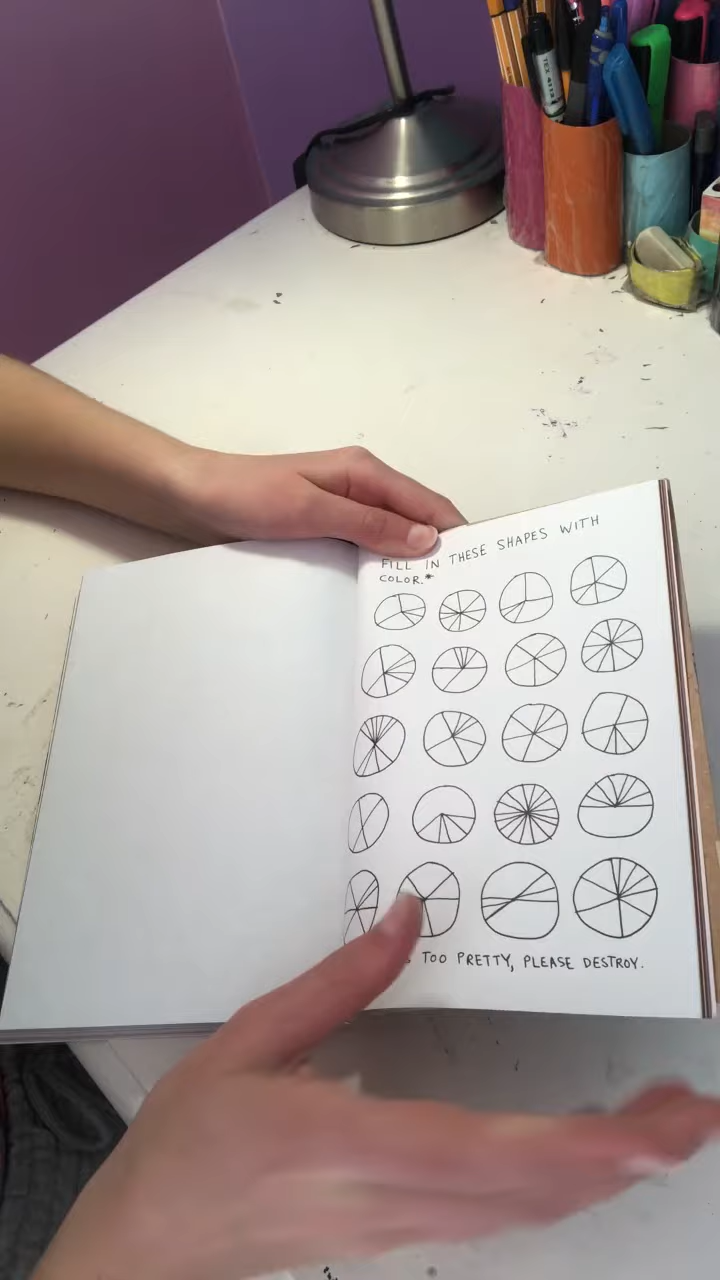 FILL IN THESE SHAPES WITH
COLOR.*
TOO PRETTY, PLEASE DESTROY.